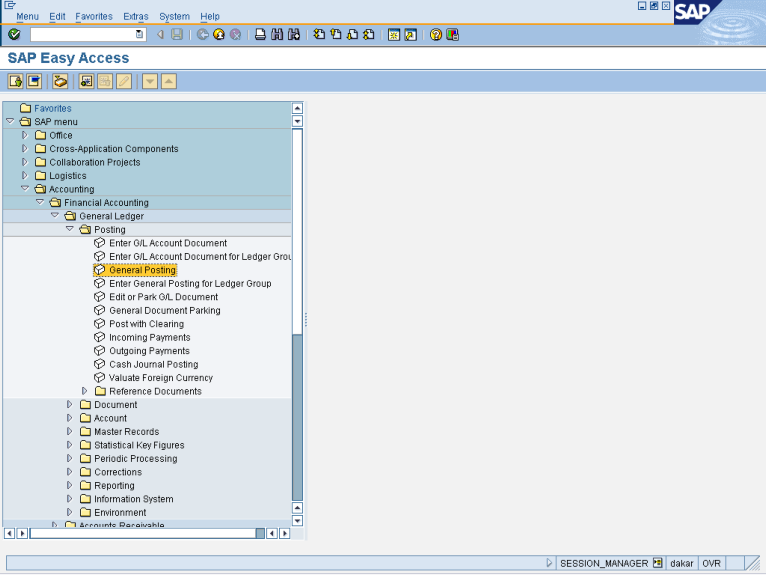 Menu Edit Favorites Extras System Help
SAP
SAP Easy Access
Favorites
SAP menu
Office
Cross-Application Components
Collaboration Projects
Logistics
Accounting
Financial Accounting
General Ledger
Posting
Enter G/L Account Document
Enter G/L Account Document for Ledger Grou
General Posting
Enter General Posting for Ledger Group
Edit or Park G/L Document
General Document Parking
Post with Clearing
Incoming Payments
Outgoing Payments
Cash Journal Posting
Valuate Foreign Currency
Reference Documents
Document
Account
Master Records
Statistical Key Figures
Periodic Processing
Corrections
Reporting
Information System
Environment
Accounts Receivable
SESSION_MANAGER dakar OVR